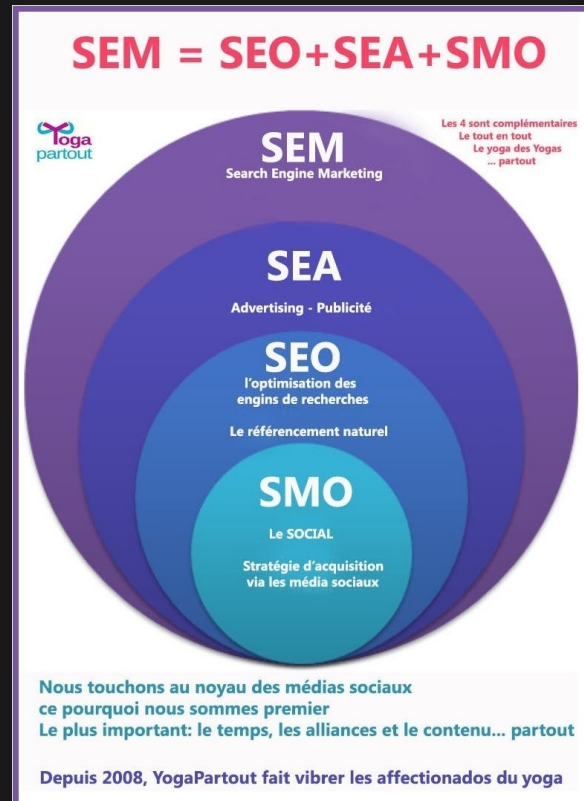 SEM = SEO+SEA+SMO
Yoga
partout
Les 4 sont complémentaires
Le tout en tout
Le yoga des Yogas
... partout
SEM
Search Engine Marketing
SEA
Advertising - Publicité
SEO
l'optimisation des
engins de recherches
Le référencement naturel
SMO
Le SOCIAL
Stratégie d'acquisition
via les média sociaux
Nous touchons au noyau des médias sociaux
ce pourquoi nous sommes premier
Le plus important: le temps, les alliances et le contenu... partout
Depuis 2008, YogaPartout fait vibrer les affectionados du yoga